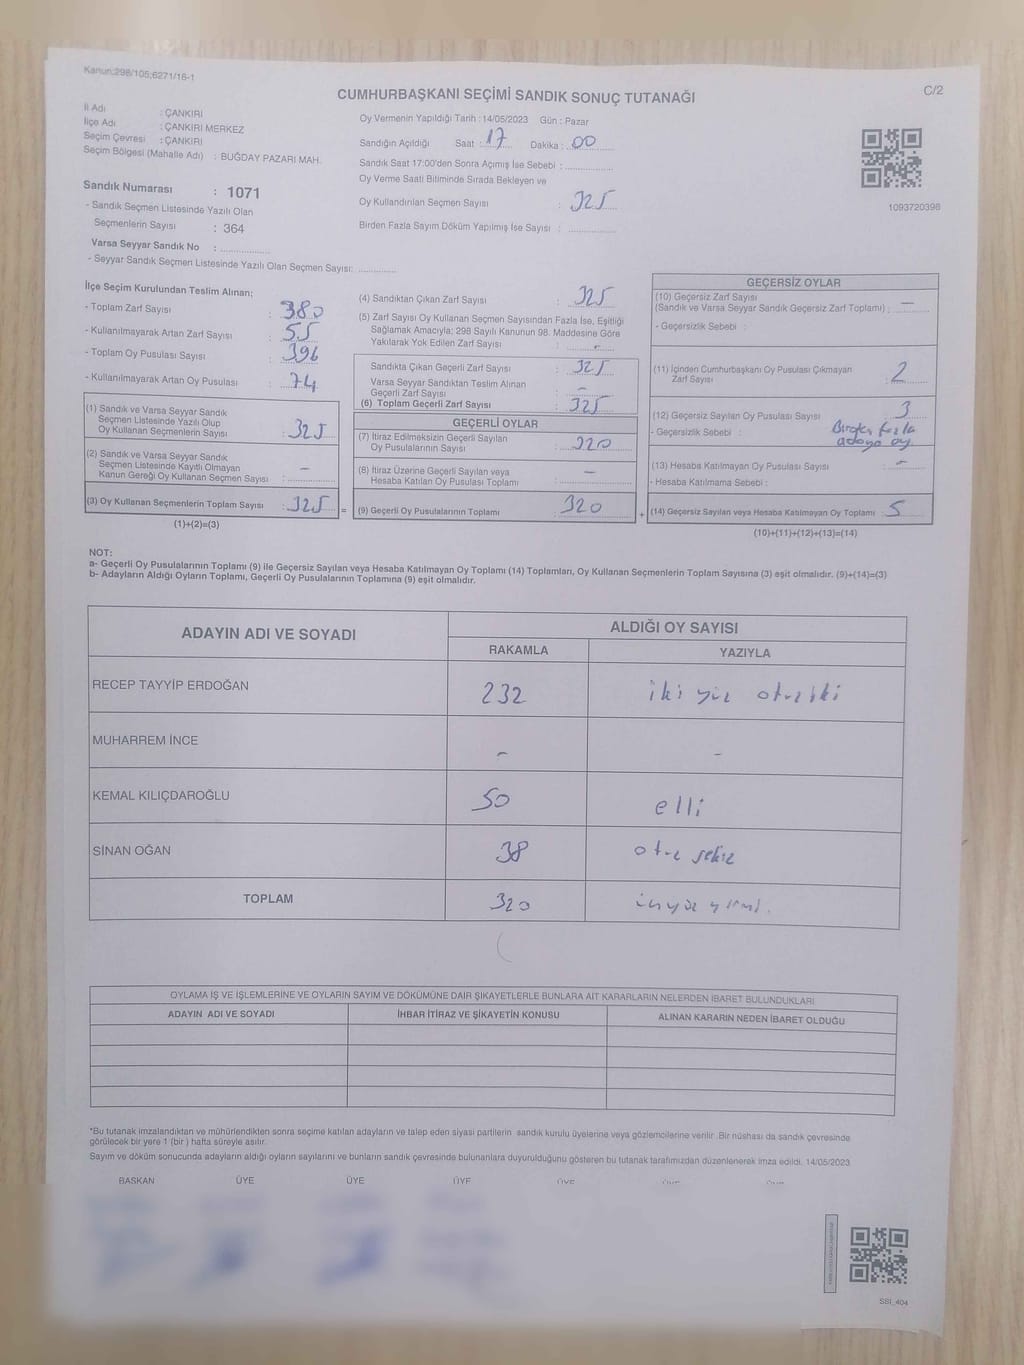 Kanun:298/105;6271/16-1
C/2
CUMHURBAŞKANI SEÇİMİ SANDIK SONUÇ TUTANAĞI
İl Adı : ÇANKIRI
İlçe Adı : ÇANKIRI MERKEZ
Seçim Çevresi : ÇANKIRI
Seçim Bölgesi (Mahalle Adı) : BUĞDAY PAZARI MAH.
Sandık Numarası : 1071
- Sandık Seçmen Listesinde Yazılı Olan
Seçmenlerin Sayısı : 364
Varsa Seyyar Sandık No :
- Seyyar Sandık Seçmen Listesinde Yazılı Olan Seçmen Sayısı:
Oy Vermenin Yapıldığı Tarih : 14/05/2023 Gün : Pazar
Sandığın Açıldığı Saat : 17 Dakika : 00
Sandık Saat 17:00'den Sonra Açımış İse Sebebi :
Oy Verme Saati Bitiminde Sırada Bekleyen ve
Oy Kullandırılan Seçmen Sayısı : 325
Birden Fazla Sayım Döküm Yapılmış İse Sayısı :
1093720396
İlçe Seçim Kurulundan Teslim Alınan;
- Toplam Zarf Sayısı : 380
- Kullanılmayarak Artan Zarf Sayısı : 55
- Toplam Oy Pusulası Sayısı : 396
- Kullanılmayarak Artan Oy Pusulası : 74
(1) Sandık ve Varsa Seyyar Sandık
Seçmen Listesinde Yazılı Olup
Oy Kullanan Seçmenlerin Sayısı : 325
(2) Sandık ve Varsa Seyyar Sandık
Seçmen Listesinde Kayıtlı Olmayan
Kanun Gereği Oy Kullanan Seçmen Sayısı : -
(3) Oy Kullanan Seçmenlerin Toplam Sayısı : 325 =
(1)+(2)=(3)
(4) Sandıktan Çıkan Zarf Sayısı : 325
(5) Zarf Sayısı Oy Kullanan Seçmen Sayısından Fazla İse, Eşitliği
Sağlamak Amacıyla; 298 Sayılı Kanunun 98. Maddesine Göre
Yakılarak Yok Edilen Zarf Sayısı : -
Sandıkta Çıkan Geçerli Zarf Sayısı : 325
Varsa Seyyar Sandıktan Teslim Alınan
Geçerli Zarf Sayısı : -
(6) Toplam Geçerli Zarf Sayısı : 325
GEÇERLİ OYLAR
(7) İtiraz Edilmeksizin Geçerli Sayılan
Oy Pusulasının Sayısı : 320
(8) İtiraz Üzerine Geçerli Sayılan veya
Hesaba Katılan Oy Pusulası Toplamı : -
(9) Geçerli Oy Pusulalarının Toplamı : 320 +
GEÇERSİZ OYLAR
(10) Geçersiz Zarf Sayısı
(Sandık ve Varsa Seyyar Sandık Geçersiz Zarf Toplamı) : -
- Geçersizlik Sebebi :
(11) İçinden Cumhurbaşkanı Oy Pusulası Çıkmayan
Zarf Sayısı : 2
(12) Geçersiz Sayılan Oy Pusulası Sayısı : 3
- Geçersizlik Sebebi : Birden fazla
adaya oy.
(13) Hesaba Katılmayan Oy Pusulası Sayısı : -
- Hesaba Katılmama Sebebi :
(14) Geçersiz Sayılan veya Hesaba Katılmayan Oy Toplamı : 5
(10)+(11)+(12)+(13)=(14)
NOT:
a- Geçerli Oy Pusulalarının Toplamı (9) ile Geçersiz Sayılan veya Hesaba Katılmayan Oy Toplamı (14) Toplamları, Oy Kullanan Seçmenlerin Toplam Sayısına (3) eşit olmalıdır. (9)+(14)=(3)
b- Adayların Aldığı Oyların Toplamı, Geçerli Oy Pusulalarının Toplamına (9) eşit olmalıdır.
ADAYIN ADI VE SOYADI ALDIĞI OY SAYISI
RAKAMLA YAZIYLA
RECEP TAYYİP ERDOĞAN 232 iki yüz otuz iki
MUHARREM İNCE - -
KEMAL KILIÇDAROĞLU 50 elli
SİNAN OĞAN 38 otuz sekiz
TOPLAM 320 üçyüz yirmi.
OYLAMA İŞ VE İŞLEMLERİNE VE OYLARIN SAYIM VE DÖKÜMÜNE DAİR ŞİKAYETLERLE BUNLARA AİT KARARLARIN NELERDEN İBARET BULUNDUKLARI
ADAYIN ADI VE SOYADI İHBAR İTİRAZ VE ŞİKAYETİN KONUSU ALINAN KARARIN NEDEN İBARET OLDUĞU
*Bu tutanak imzalandıktan ve mühürlendikten sonra seçime katılan adayların ve talep eden siyasi partilerin sandık kurulu üyelerine veya gözlemcilerine verilir. Bir nüshası da sandık çevresinde
görülecek bir yere 1 (bir) hafta süreyle asılır.
Sayım ve döküm sonucunda adayların aldığı oyların sayılarını ve bunların sandık çevresinde bulunanlara duyurulduğunu gösteren bu tutanak tarafımızdan düzenlenerek imza edildi. 14/05/2023
BAŞKAN ÜYE ÜYE ÜYE ÜYE
SSI_404